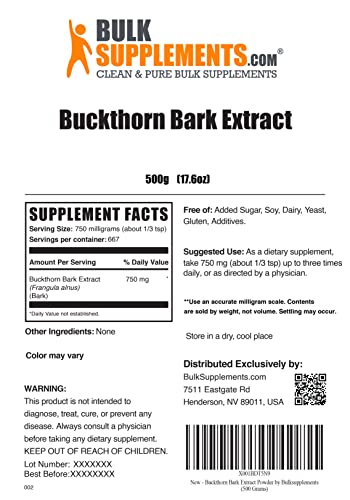 BULK
SUPPLEMENTS.COM®
CLEAN & PURE BULK SUPPLEMENTS
Buckthorn Bark Extract
500g (17.6oz)
SUPPLEMENT FACTS
Serving Size: 750 milligrams (about 1/3 tsp)
Servings per container: 667
Amount Per Serving % Daily Value
Buckthorn Bark Extract 750 mg *
(Frangula alnus)
(Bark)
*Daily Value not established.
Other Ingredients: None
Color may vary
WARNING:
This product is not intended to
diagnose, treat, cure, or prevent any
disease. Always consult a physician
before taking any dietary supplement.
KEEP OUT OF REACH OF CHILDREN.
Lot Number: XXXXXXX
Best Before:XXXXXXXX
002
Free of: Added Sugar, Soy, Dairy, Yeast,
Gluten, Additives.
Suggested Use: As a dietary supplement,
take 750 mg (about 1/3 tsp) up to three times
daily, or as directed by a physician.
**Use an accurate milligram scale. Contents
are sold by weight, not volume. Settling may occur.
Store in a dry, cool place
Distributed Exclusively by:
BulkSupplements.com
7511 Eastgate Rd
Henderson, NV 89011, USA
X001BDT5N9
New - Buckthorn Bark Extract Powder by Bulksupplements
(500 Grams)